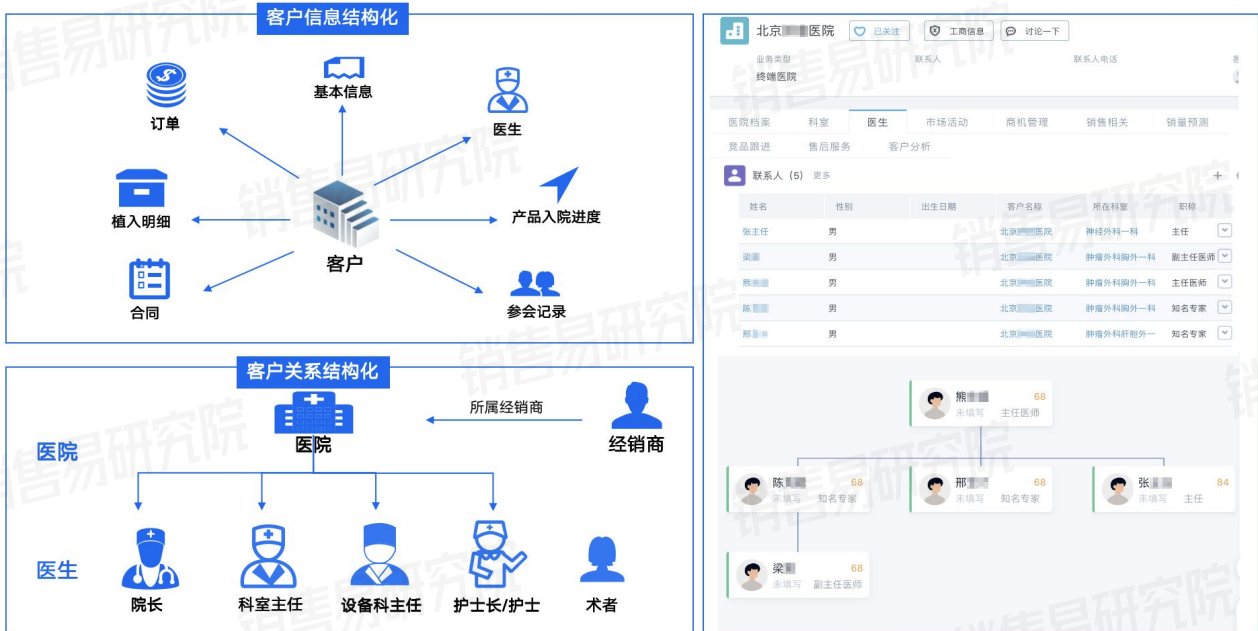 客户信息结构化
订单
基本信息
医生
植入明细
产品入院进度
客户
合同
参会记录
客户关系结构化
医院
医院
所属经销商
经销商
医生
院长
科室主任
设备科主任
护士长/护士
术者
北京 医院 已关注 工商信息 讨论一下
业务类型 联系人 联系人电话
终端医院
医院档案 科室 医生 市场活动 商机管理 销售相关 销量预测
竞品跟进 售后服务 客户分析
联系人 (5) 更多
姓名 性别 出生日期 客户名称 所在科室 职称
张主任 男 北京 医院 神经外科一科 主任
梁 男 北京 医院 肿瘤外科胸外一科 副主任医师
熊 男 北京 医院 肿瘤外科胸外一科 主任医师
陈 男 北京 医院 肿瘤外科胸外一科 知名专家
邢 男 北京 医院 肿瘤外科肝胆外一 知名专家
熊 68
未填写 主任医师
陈 68
未填写 知名专家
邢 68
未填写 知名专家
张 84
未填写 主任
梁 68
未填写 副主任医师
销售易研究院